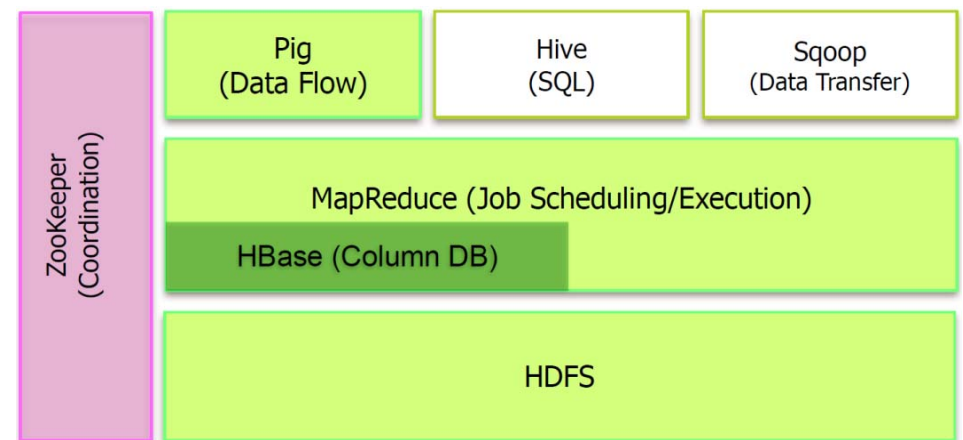 ZooKeeper
(Coordination)
Pig
(Data Flow)
Hive
(SQL)
Sqoop
(Data Transfer)
MapReduce (Job Scheduling/Execution)
HBase (Column DB)
HDFS